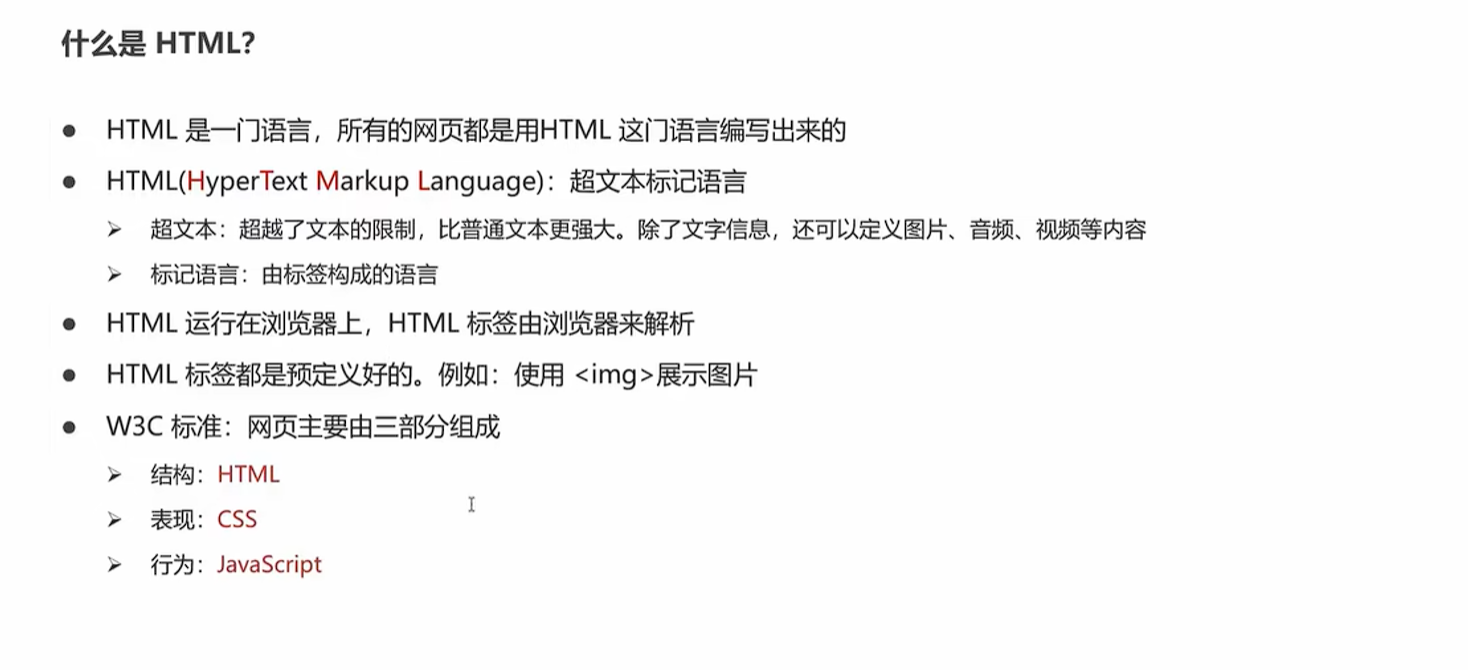 什么是 HTML?
● HTML 是一门语言，所有的网页都是用HTML 这门语言编写出来的
● HTML(HyperText Markup Language)：超文本标记语言
➢ 超文本：超越了文本的限制，比普通文本更强大。除了文字信息，还可以定义图片、音频、视频等内容
➢ 标记语言：由标签构成的语言
● HTML 运行在浏览器上，HTML 标签由浏览器来解析
● HTML 标签都是预定义好的。例如：使用 <img>展示图片
● W3C 标准：网页主要由三部分组成
➢ 结构：HTML
➢ 表现：CSS
➢ 行为：JavaScript